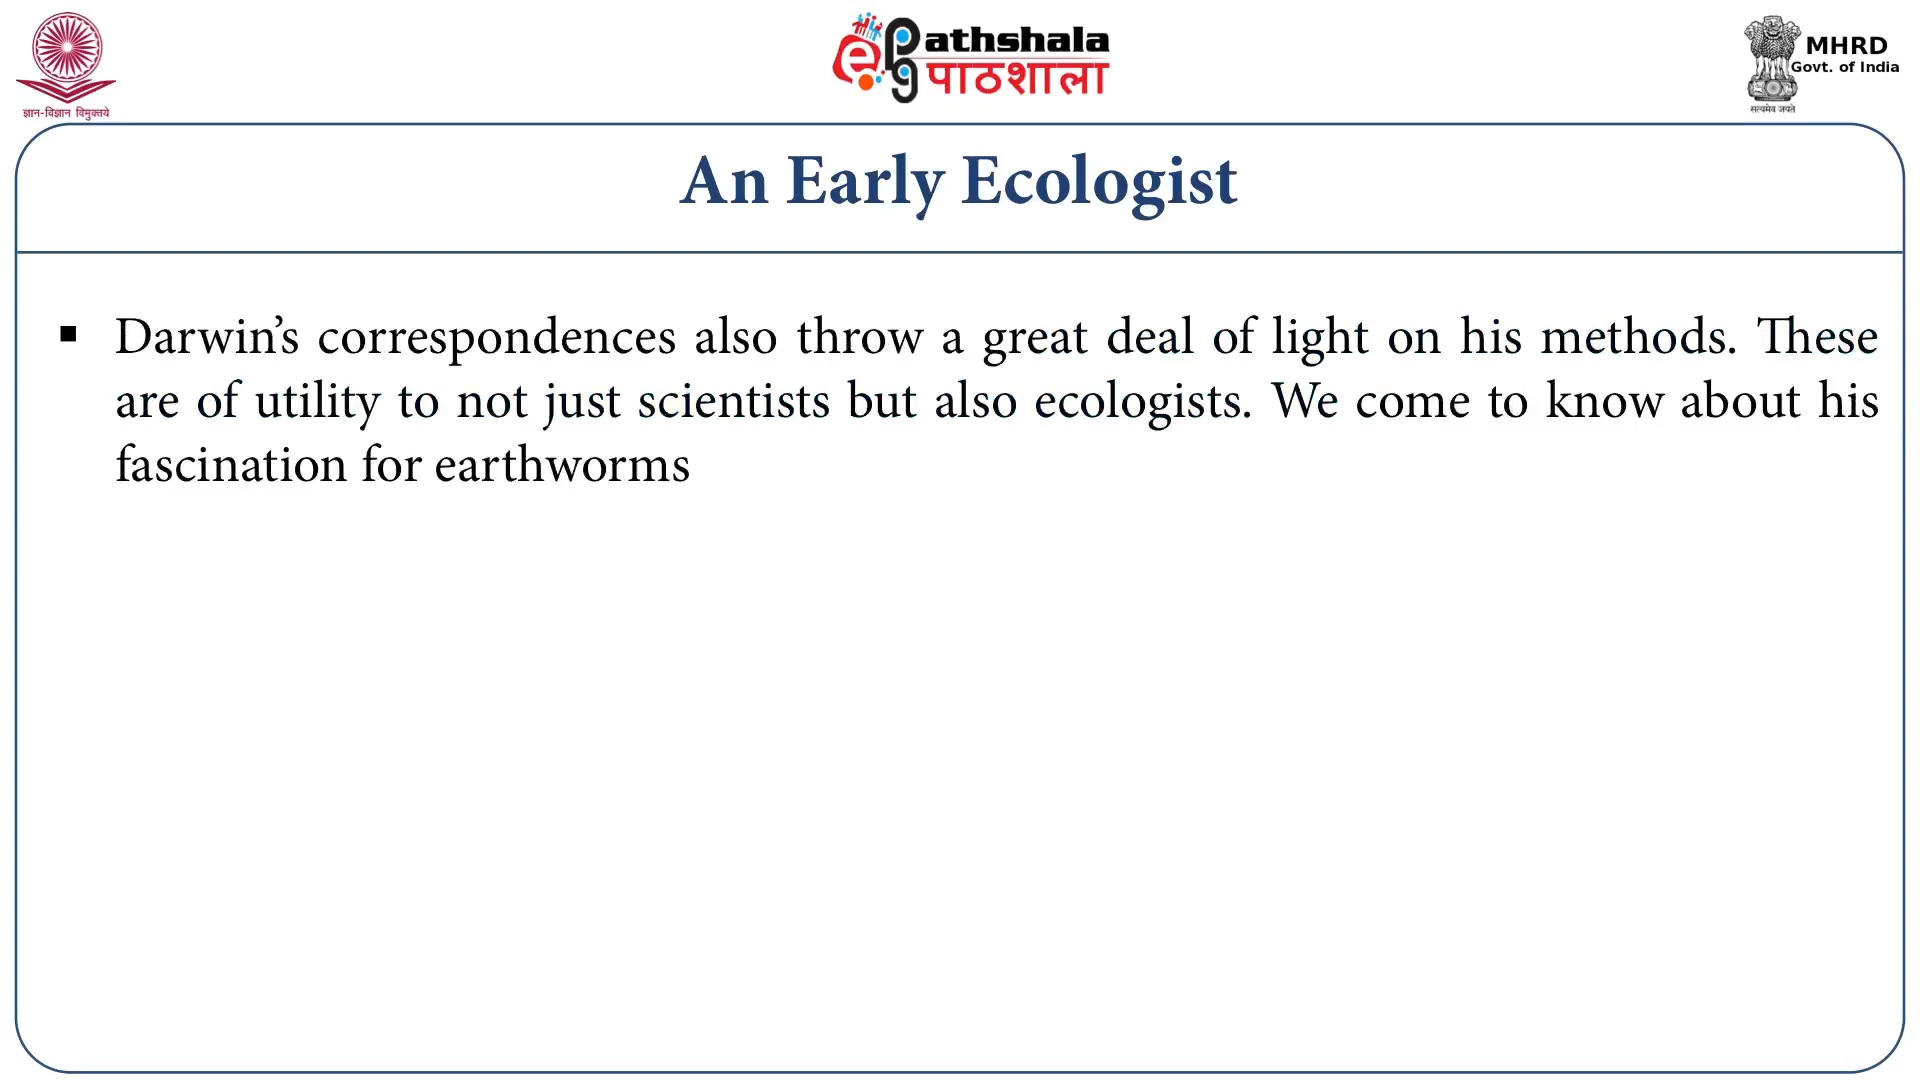 ज्ञान-विज्ञान विमुक्तये
ePathshala
पाठशाला
MHRD
Govt. of India
सत्यमेव जयते
An Early Ecologist
▪ Darwin’s correspondences also throw a great deal of light on his methods. These
are of utility to not just scientists but also ecologists. We come to know about his
fascination for earthworms